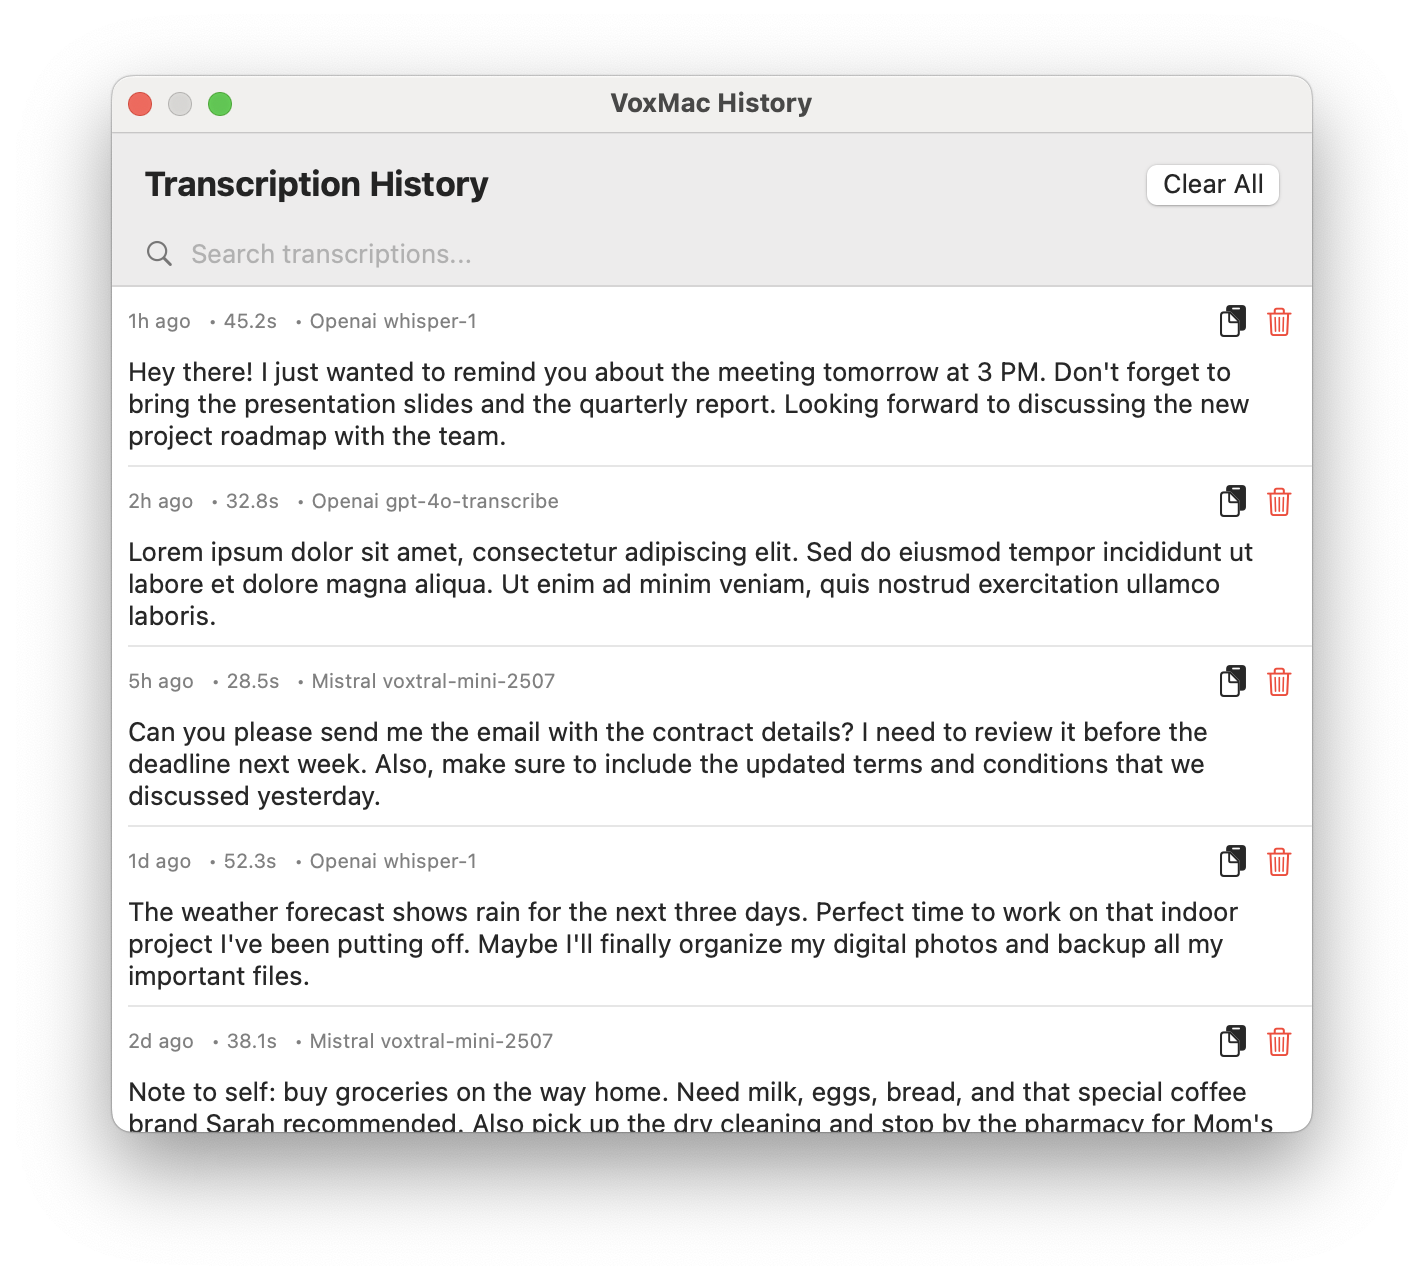 VoxMac History
Transcription History
Clear All
Search transcriptions...
1h ago • 45.2s • Openai whisper-1
Hey there! I just wanted to remind you about the meeting tomorrow at 3 PM. Don't forget to
bring the presentation slides and the quarterly report. Looking forward to discussing the new
project roadmap with the team.
2h ago • 32.8s • Openai gpt-4o-transcribe
Lorem ipsum dolor sit amet, consectetur adipiscing elit. Sed do eiusmod tempor incididunt ut
labore et dolore magna aliqua. Ut enim ad minim veniam, quis nostrud exercitation ullamco
laboris.
5h ago • 28.5s • Mistral voxtral-mini-2507
Can you please send me the email with the contract details? I need to review it before the
deadline next week. Also, make sure to include the updated terms and conditions that we
discussed yesterday.
1d ago • 52.3s • Openai whisper-1
The weather forecast shows rain for the next three days. Perfect time to work on that indoor
project I've been putting off. Maybe I'll finally organize my digital photos and backup all my
important files.
2d ago • 38.1s • Mistral voxtral-mini-2507
Note to self: buy groceries on the way home. Need milk, eggs, bread, and that special coffee
brand Sarah recommended. Also pick up the dry cleaning and stop by the pharmacy for Mom's